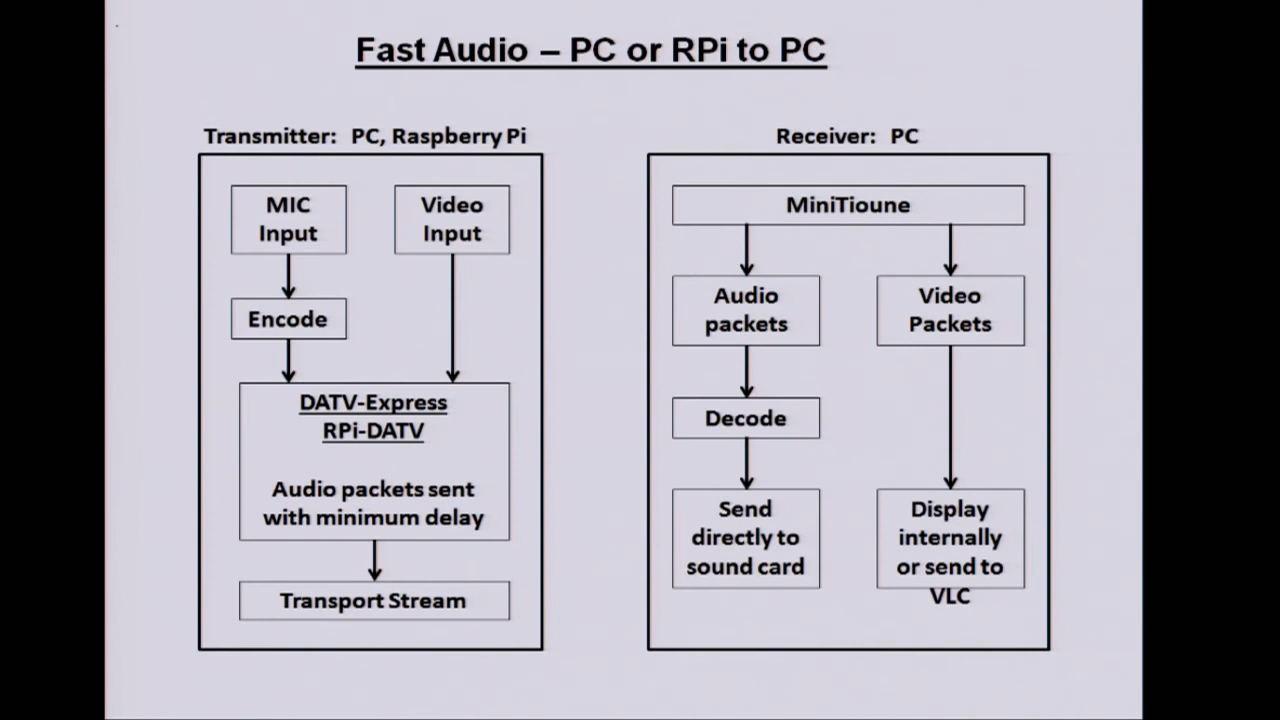 Fast Audio – PC or RPi to PC
Transmitter: PC, Raspberry Pi
MIC
Input
Video
Input
Encode
DATV-Express
RPi-DATV
Audio packets sent
with minimum delay
Transport Stream
Receiver: PC
MiniTioune
Audio
packets
Video
Packets
Decode
Send
directly to
sound card
Display
internally
or send to
VLC